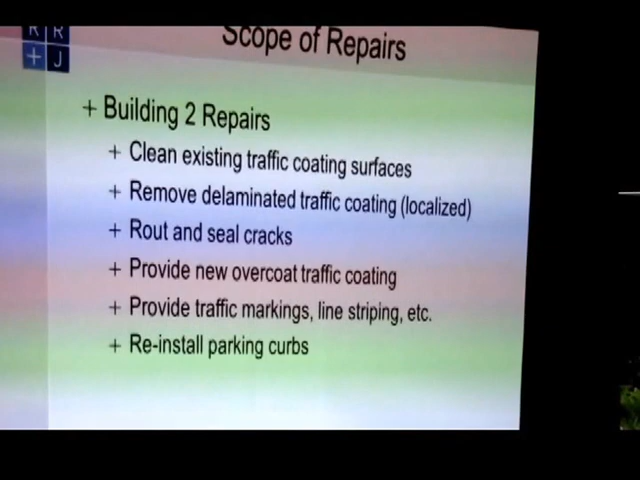 R R
+ J
Scope of Repairs
+ Building 2 Repairs
+ Clean existing traffic coating surfaces
+ Remove delaminated traffic coating (localized)
+ Rout and seal cracks
+ Provide new overcoat traffic coating
+ Provide traffic markings, line striping, etc.
+ Re-install parking curbs